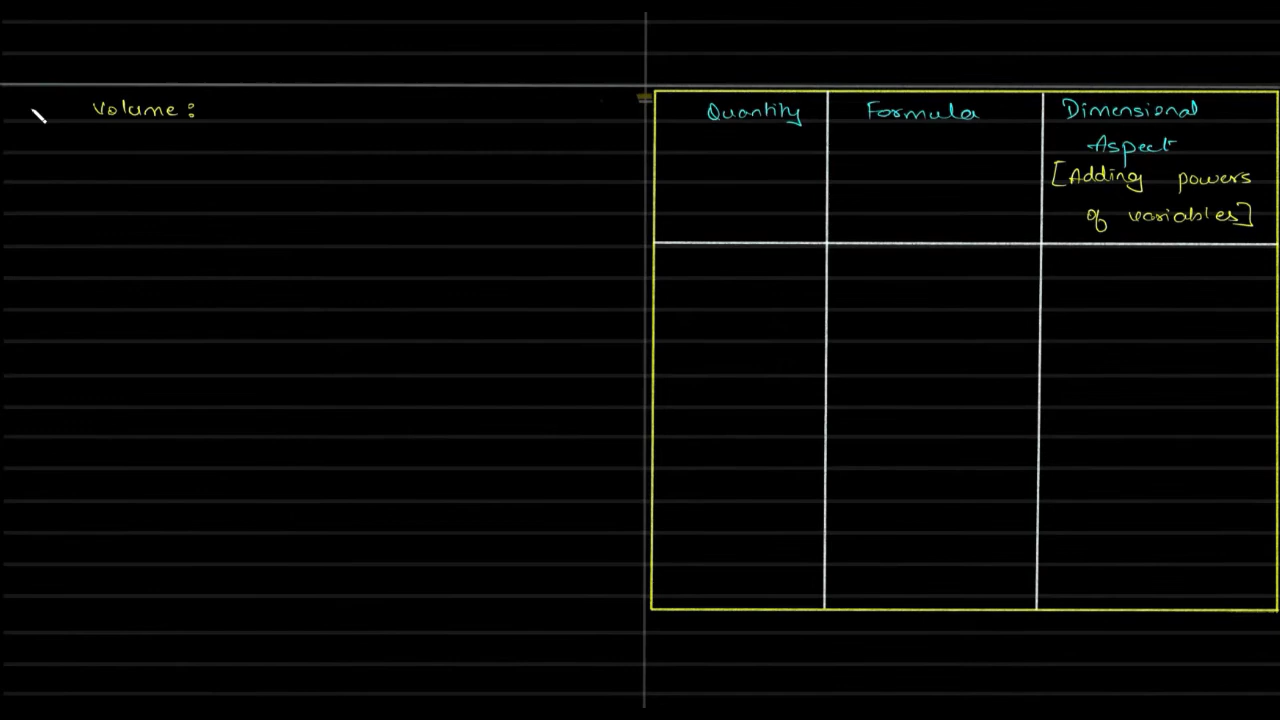 Volume:
Quantity
Formula
Dimensional
Aspect
[Adding powers
of variables]